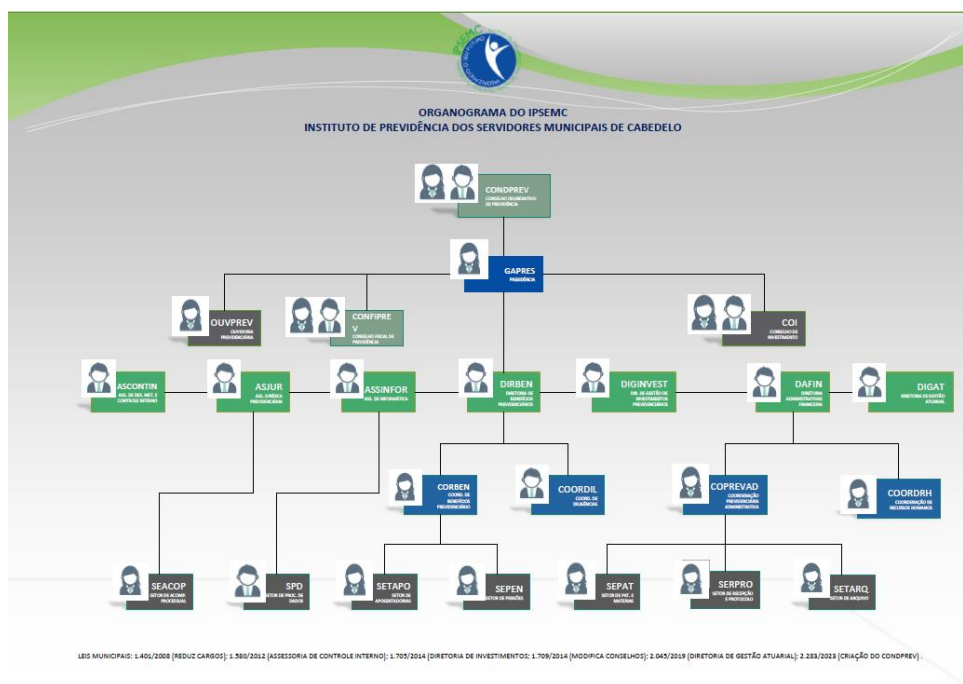 IPSEMC
ORGANOGRAMA DO IPSEMC
INSTITUTO DE PREVIDÊNCIA DOS SERVIDORES MUNICIPAIS DE CABEDELO
CONDPREV
CONSELHO DELIBERATIVO
DE PREVIDÊNCIA
GAPRES
PRESIDÊNCIA
OUVPREV
OUVIDORIA
PREVIDENCIÁRIA
CONFIPRE
V
CONSELHO FISCAL DE
PREVIDÊNCIA
COI
CONSELHO DE
INVESTIMENTO
ASCONTIN
ASS. DE DES. INST. E
CONTROLE INTERNO
ASJUR
ASS. JURÍDICA
PREVIDENCIÁRIA
ASSINFOR
ASS. DE INFORMÁTICA
DIRBEN
DIRETORIA DE
BENEFÍCIOS
PREVIDENCIÁRIOS
DIGINVEST
DIR. DE GESTÃO DE
INVESTIMENTOS
PREVIDENCIÁRIOS
DAFIN
DIRETORIA
ADMINISTRATIVAS
FINANCEIRA
DIGAT
DIRETORIA DE GESTÃO
ATUARIAL
CORBEN
COORD. DE
BENEFÍCIOS
PREVIDENCIÁRIO
COORDIL
COORD. DE
DILIGÊNCIAS
COPREVAD
COORDENAÇÃO
PREVIDENCIÁRIA
ADMINISTRATIVA
COORDRH
COORDENAÇÃO DE
RECURSOS HUMANOS
SEACOP
SETOR DE ACOMP.
PROCESSUAL
SPD
SETOR DE PROC. DE
DADOS
SETAPO
SETOR DE
APOSENTADORIAS
SEPEN
SETOR DE PENSÕES
SEPAT
SETOR DE PAT. E
MATERIAS
SERPRO
SETOR DE RECEPÇÃO
E PROTOCOLO
SETARQ
SETOR DE ARQUIVO
LEIS MUNICIPAIS: 1.401/2008 (REDUZ CARGOS); 1.580/2012 (ASSESSORIA DE CONTROLE INTERNO); 1.705/2014 (DIRETORIA DE INVESTIMENTOS; 1.709/2014 (MODIFICA CONSELHOS); 2.045/2019 (DIRETORIA DE GESTÃO ATUARIAL); 2.283/2023 (CRIAÇÃO DO CONDPREV) .